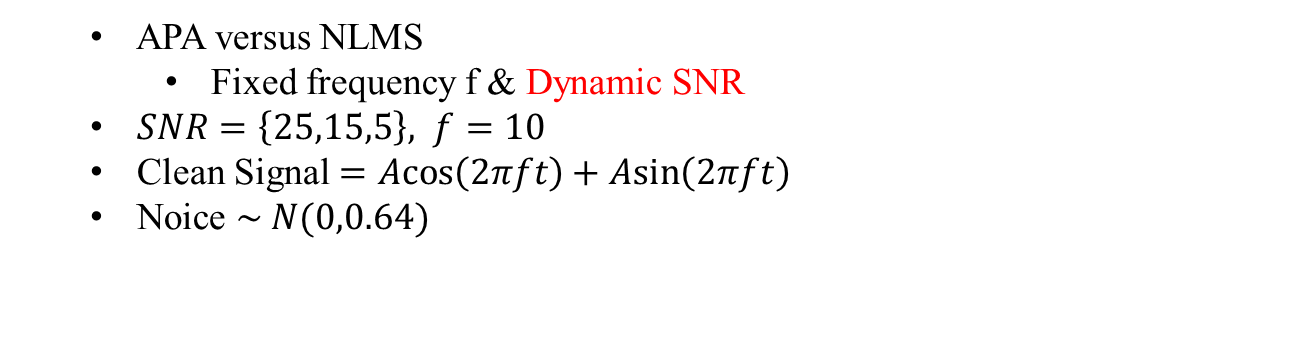 • APA versus NLMS
• Fixed frequency f & Dynamic SNR
• 𝑆𝑁𝑅 = {25,15,5}, 𝑓 = 10
• Clean Signal = 𝐴cos(2𝜋𝑓𝑡) + 𝐴sin(2𝜋𝑓𝑡)
• Noice ~ 𝑁(0,0.64)